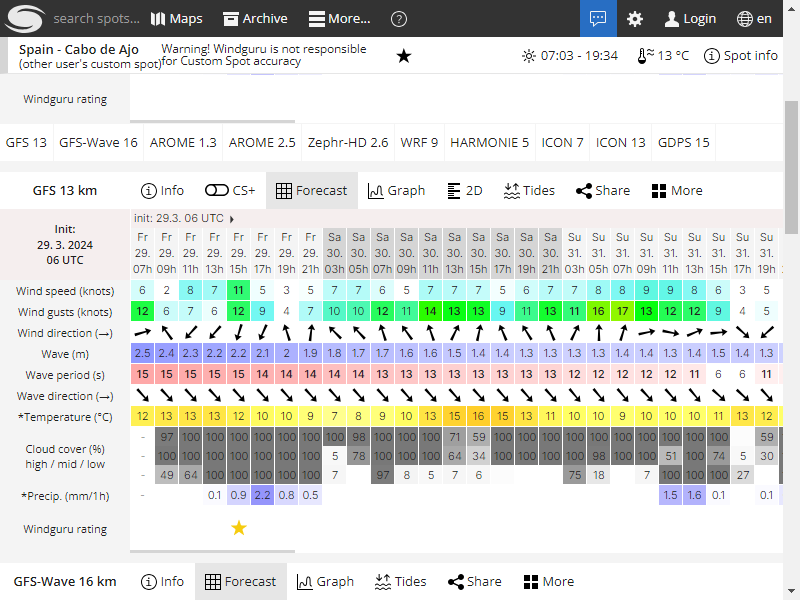 search spots... Maps Archive More... ? Login en
Spain - Cabo de Ajo
(other user's custom spot)
Warning! Windguru is not responsible
for Custom Spot accuracy
07:03 - 19:34 13 °C Spot info
Windguru rating
GFS 13 GFS-Wave 16 AROME 1.3 AROME 2.5 Zephr-HD 2.6 WRF 9 HARMONIE 5 ICON 7 ICON 13 GDPS 15
GFS 13 km Info CS+ Forecast Graph 2D Tides Share More
Init:
29. 3. 2024
06 UTC
init: 29.3. 06 UTC
Fr Fr Fr Fr Fr Fr Fr Fr Sa Sa Sa Sa Sa Sa Sa Sa Sa Sa Su Su Su Su Su Su Su Su Su
29. 29. 29. 29. 29. 29. 29. 29. 30. 30. 30. 30. 30. 30. 30. 30. 30. 30. 31. 31. 31. 31. 31. 31. 31. 31. 31.
07h 09h 11h 13h 15h 17h 19h 21h 03h 05h 07h 09h 11h 13h 15h 17h 19h 21h 03h 05h 07h 09h 11h 13h 15h 17h 19h
Wind speed (knots) 6 2 8 7 11 5 3 5 7 7 6 5 7 7 7 5 6 7 7 8 8 9 9 8 6 3 5
Wind gusts (knots) 12 6 7 6 12 9 4 7 10 10 12 11 14 13 13 9 11 13 11 16 17 13 12 12 9 4 5
Wind direction (→)
Wave (m) 2.5 2.4 2.3 2.2 2.2 2.1 2 1.9 1.8 1.7 1.7 1.6 1.6 1.5 1.4 1.4 1.3 1.3 1.3 1.4 1.4 1.4 1.3 1.4 1.5 1.4 1.3
Wave period (s) 15 15 15 15 15 14 14 14 14 14 13 13 13 13 13 13 13 13 12 12 12 12 12 11 6 6 11
Wave direction (→)
*Temperature (°C) 12 13 13 13 12 10 10 9 7 8 9 10 13 15 16 15 13 11 10 10 9 10 10 10 11 13 12
Cloud cover (%)
high / mid / low
- 97 100 100 100 100 100 100 100 98 100 100 100 71 59 100 100 100 100 100 100 100 100 100 100 59
- 100 100 100 100 100 100 100 5 78 100 100 100 64 34 100 100 100 100 98 100 100 51 100 74 5 30
- 49 64 100 100 100 100 100 7 97 8 5 7 6 75 18 7 100 100 100 27
*Precip. (mm/1h) - 0.1 0.9 2.2 0.8 0.5 1.5 1.6 0.1 0.1
Windguru rating
GFS-Wave 16 km Info Forecast Graph Tides Share More